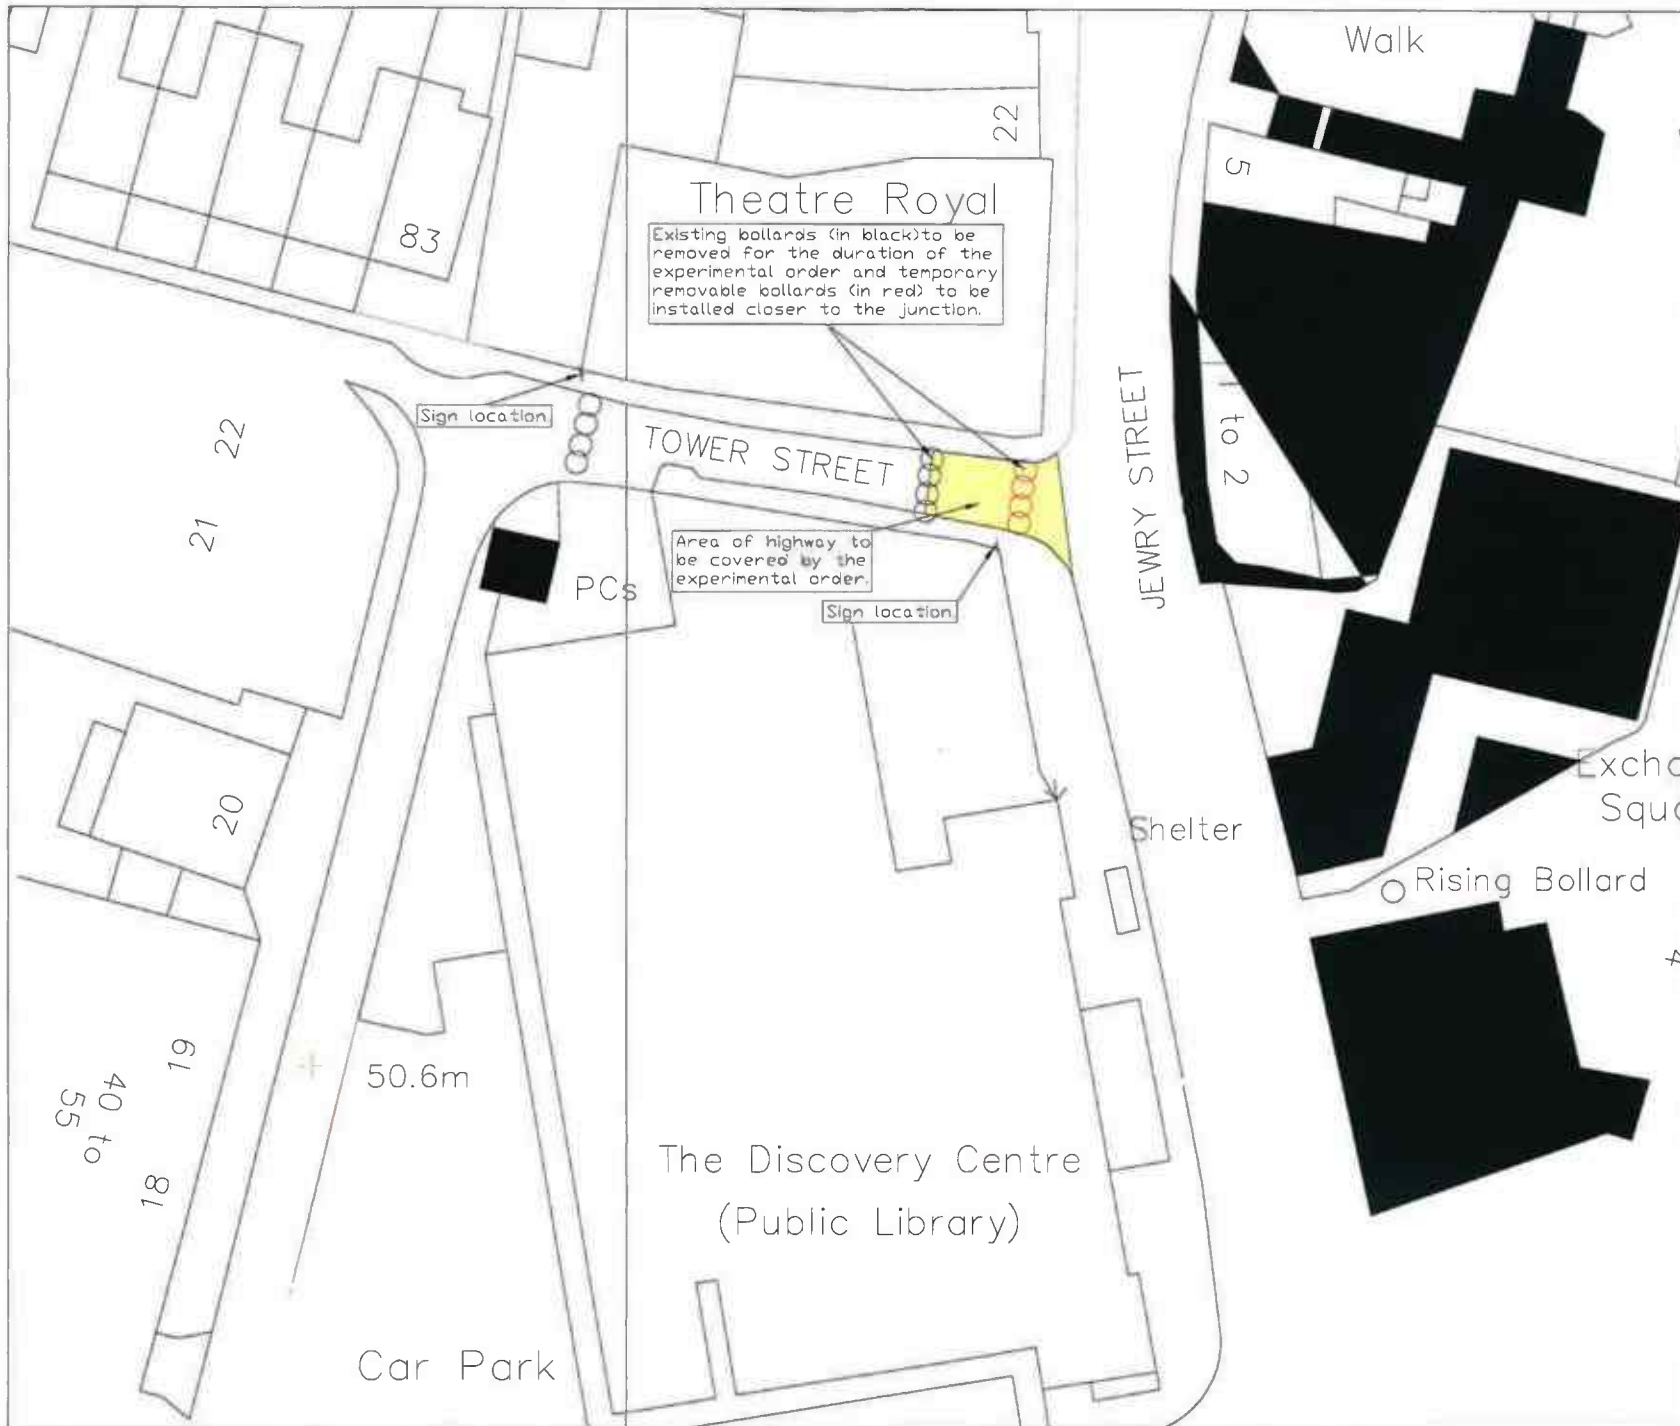 Walk
22
5
Theatre Royal
83
Existing bollards (in black)to be
removed for the duration of the
experimental order and temporary
removable bollards (in red) to be
installed closer to the junction.
Sign location
TOWER STREET
JEWRY STREET
1 to 2
22
21
Area of highway to
be covered by the
experimental order.
PCs
Sign location
20
Shelter
Excha
Squa
Rising Bollard
4
19
40 to
55
50.6m
18
The Discovery Centre
(Public Library)
Car Park